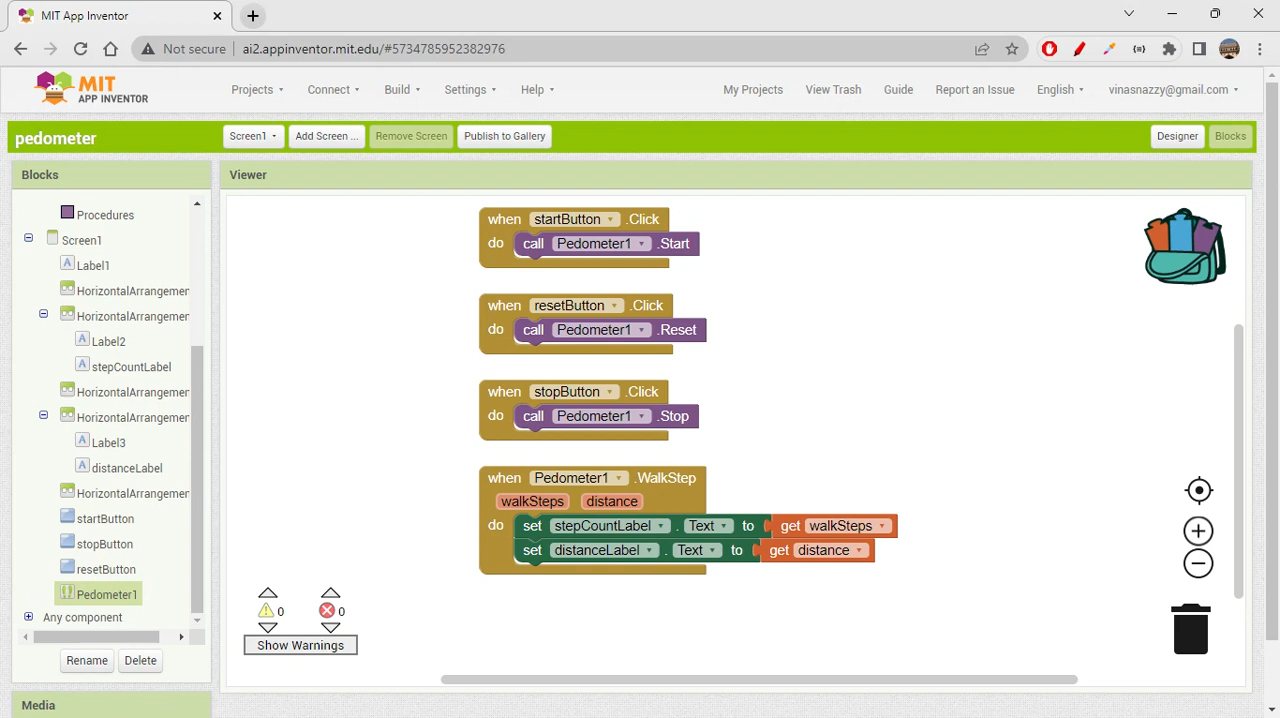 MIT App Inventor
Not secure ai2.appinventor.mit.edu/#5734785952382976
MIT
APP INVENTOR
Projects Connect Build Settings Help My Projects View Trash Guide Report an Issue English vinasnazzy@gmail.com
pedometer Screen1 Add Screen ... Remove Screen Publish to Gallery Designer Blocks
Blocks
Procedures
Screen1
Label1
HorizontalArrangemen
HorizontalArrangemen
Label2
stepCountLabel
HorizontalArrangemen
HorizontalArrangemen
Label3
distanceLabel
HorizontalArrangemen
startButton
stopButton
resetButton
Pedometer1
Any component
Rename Delete
Media
Viewer
when startButton .Click
do call Pedometer1 .Start
when resetButton .Click
do call Pedometer1 .Reset
when stopButton .Click
do call Pedometer1 .Stop
when Pedometer1 .WalkStep
walkSteps distance
do set stepCountLabel . Text to get walkSteps
set distanceLabel . Text to get distance
0 0
Show Warnings